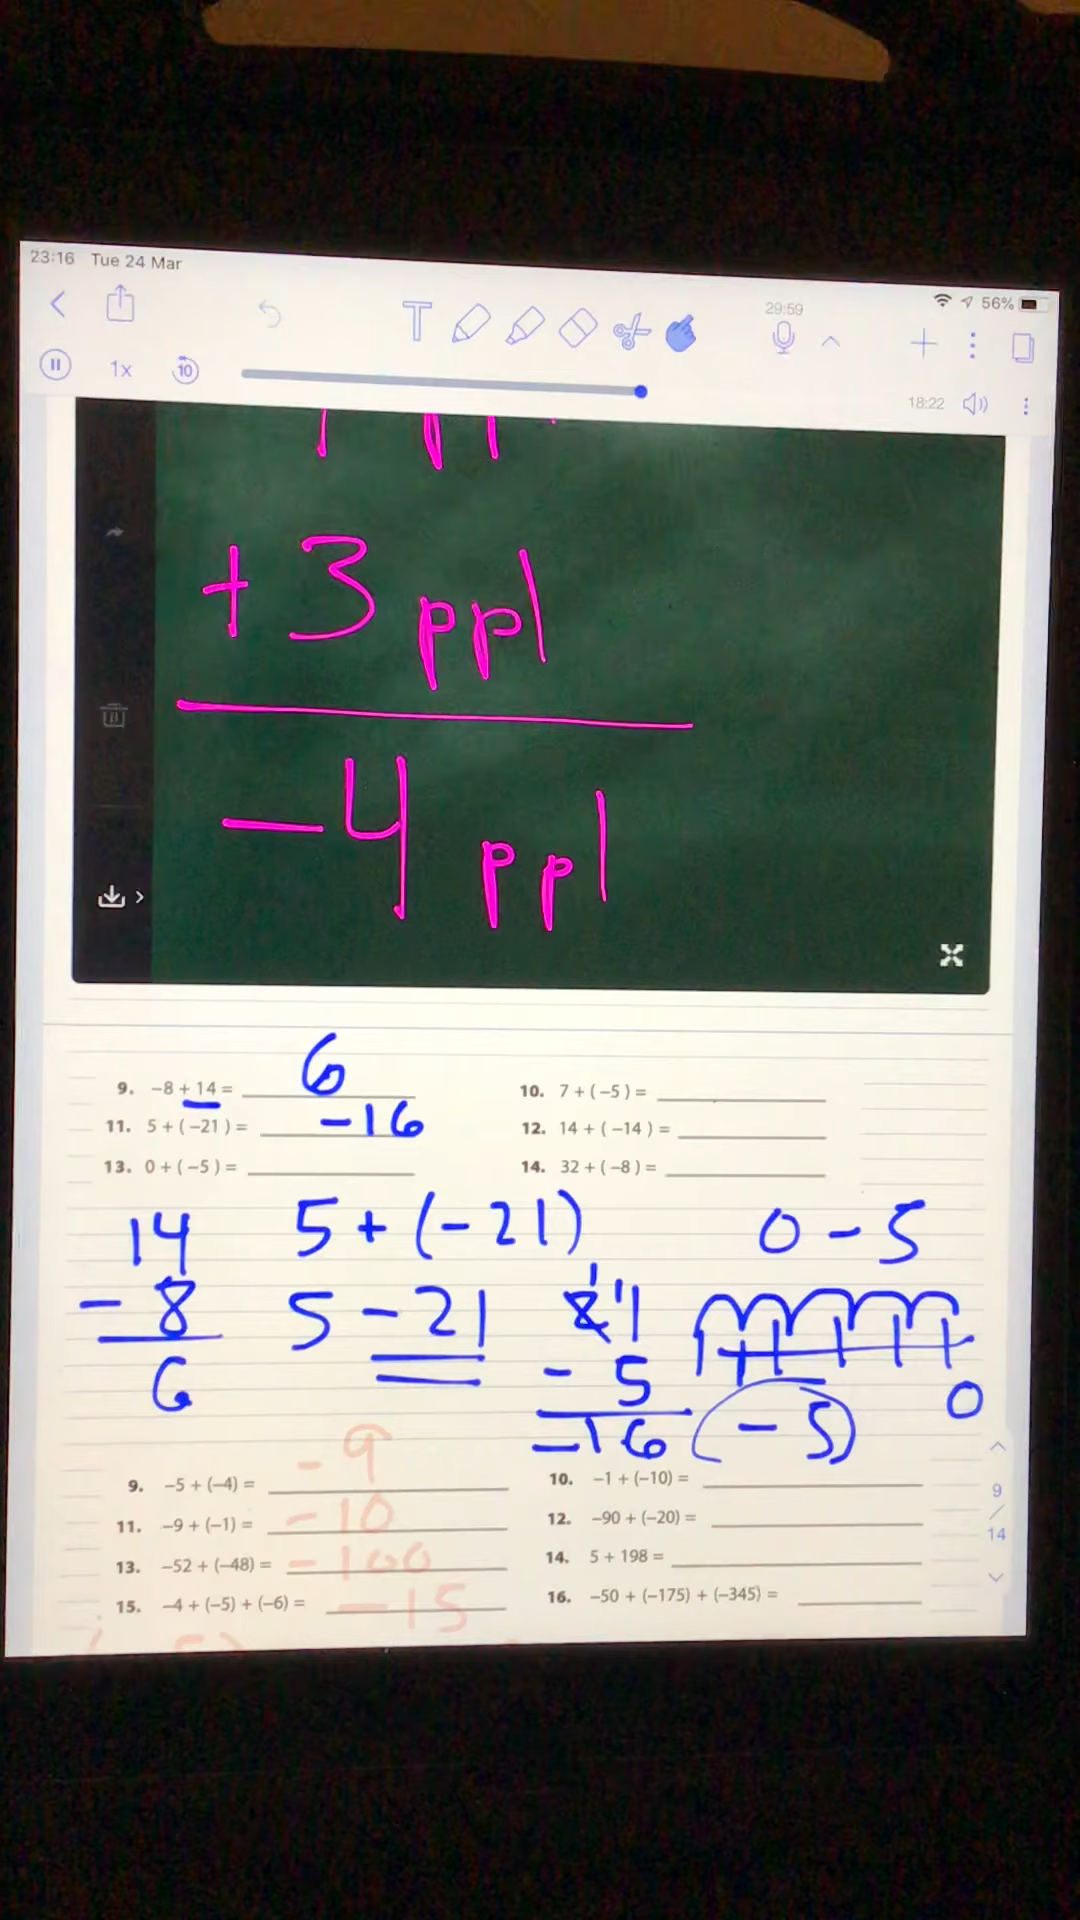 23:16 Tue 24 Mar
56%
T
29:59
1x
10
18:22
+ 3 ppl
- 4 ppl
9. -8 + 14 = 6
10. 7 + ( -5 ) =
11. 5 + ( -21 ) = -16
12. 14 + ( -14 ) =
13. 0 + ( -5 ) =
14. 32 + ( -8 ) =
14
- 8
6
5 + (-21)
5 - 21
21
- 5
-16
0 - 5
0
-5
9. -5 + (-4) = -9
10. -1 + (-10) =
11. -9 + (-1) = -10
12. -90 + (-20) =
13. -52 + (-48) = -100
14. 5 + 198 =
15. -4 + (-5) + (-6) = -15
16. -50 + (-175) + (-345) =
9
/
14